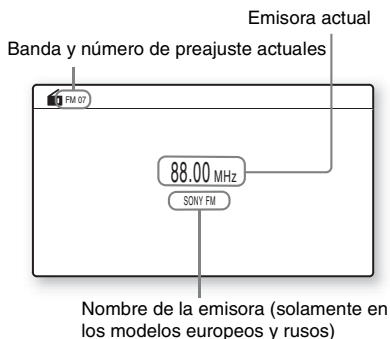 Emisora actual
Banda y número de preajuste actuales
FM 07
88.00 MHz
SONY FM
Nombre de la emisora (solamente en
los modelos europeos y rusos)